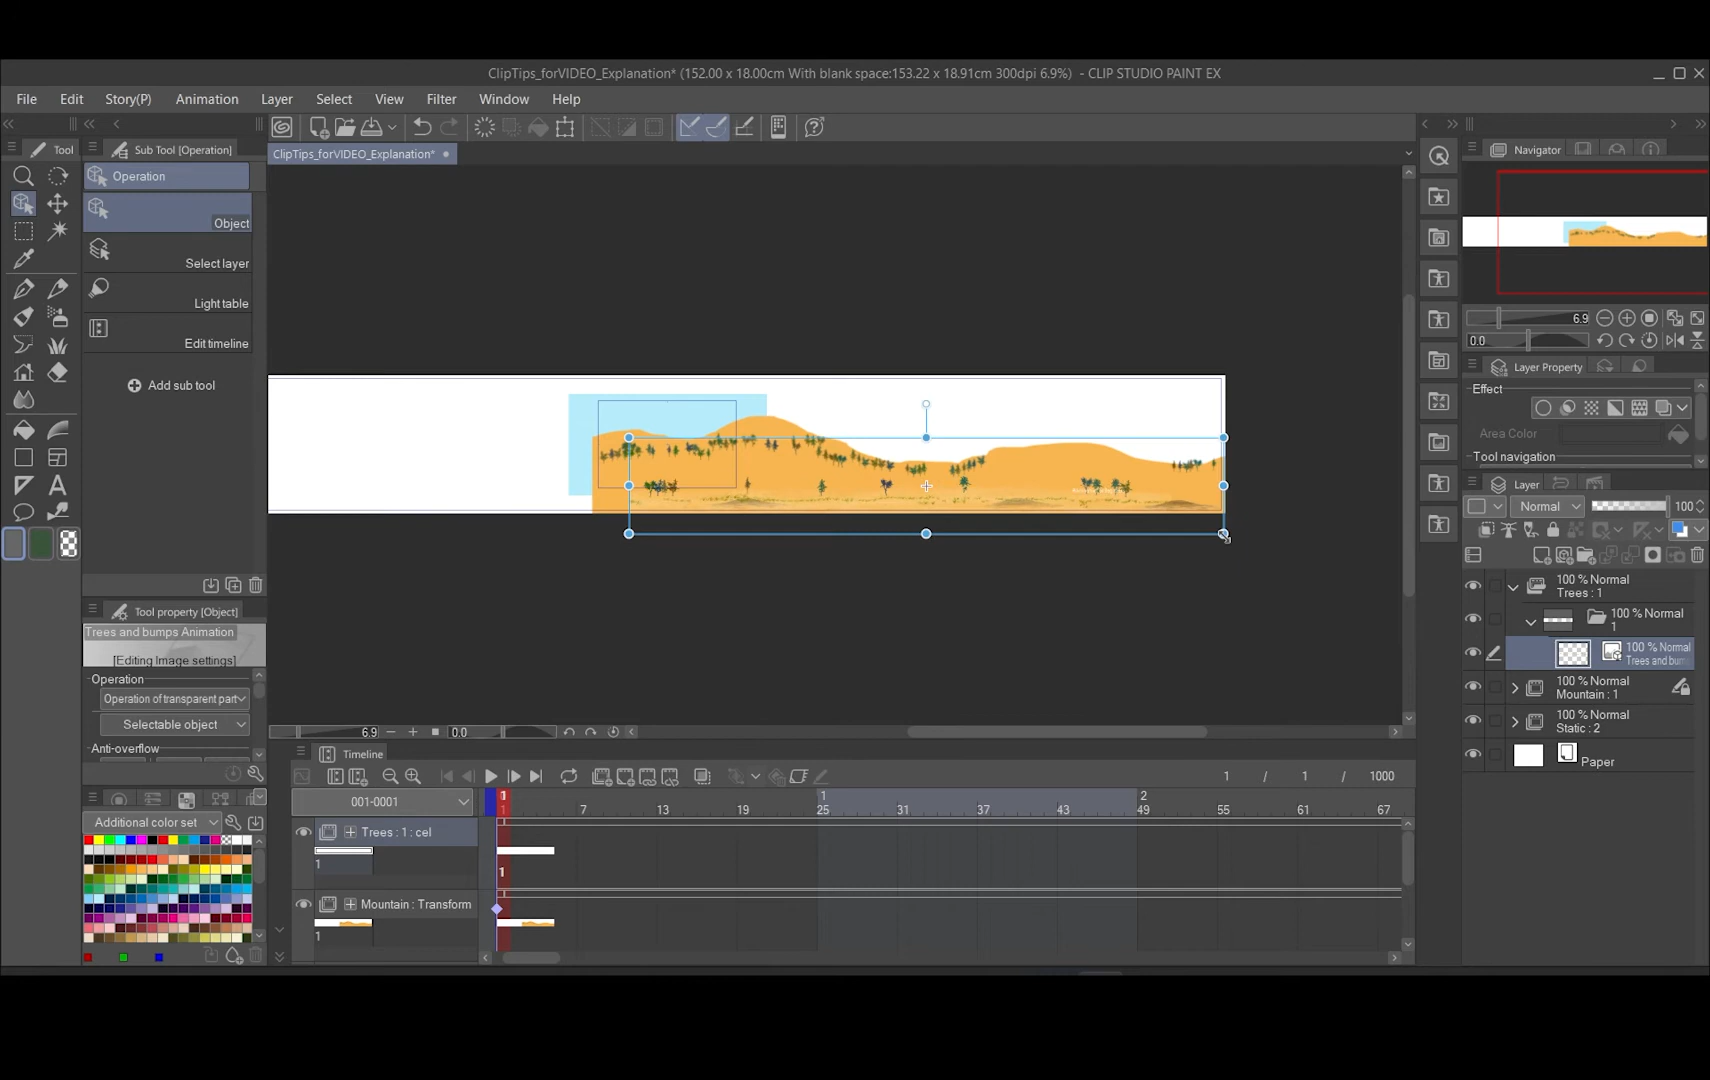 ClipTips_forVIDEO_Explanation* (152.00 x 18.00cm With blank space:153.22 x 18.91cm 300dpi 6.9%) - CLIP STUDIO PAINT EX
File Edit Story(P) Animation Layer Select View Filter Window Help
Tool
Sub Tool [Operation]
ClipTips_forVIDEO_Explanation*
Navigator
Operation
Object
Select layer
Light table
Edit timeline
Add sub tool
6.9
0.0
Layer Property
Effect
Area Color
Tool navigation
Layer
Normal 100
100 % Normal
Trees : 1
100 % Normal
1
100 % Normal
Trees and bum
100 % Normal
Mountain : 1
100 % Normal
Static : 2
Paper
Tool property [Object]
Trees and bumps Animation
[Editing Image settings]
Operation
Operation of transparent part
Selectable object
Anti-overflow
6.9 0.0
Timeline
1 / 1 / 1000
Additional color set
001-0001
1 1 2
1 7 13 19 25 31 37 43 49 55 61 67
Trees : 1 : cel
1
1
Mountain : Transform
1